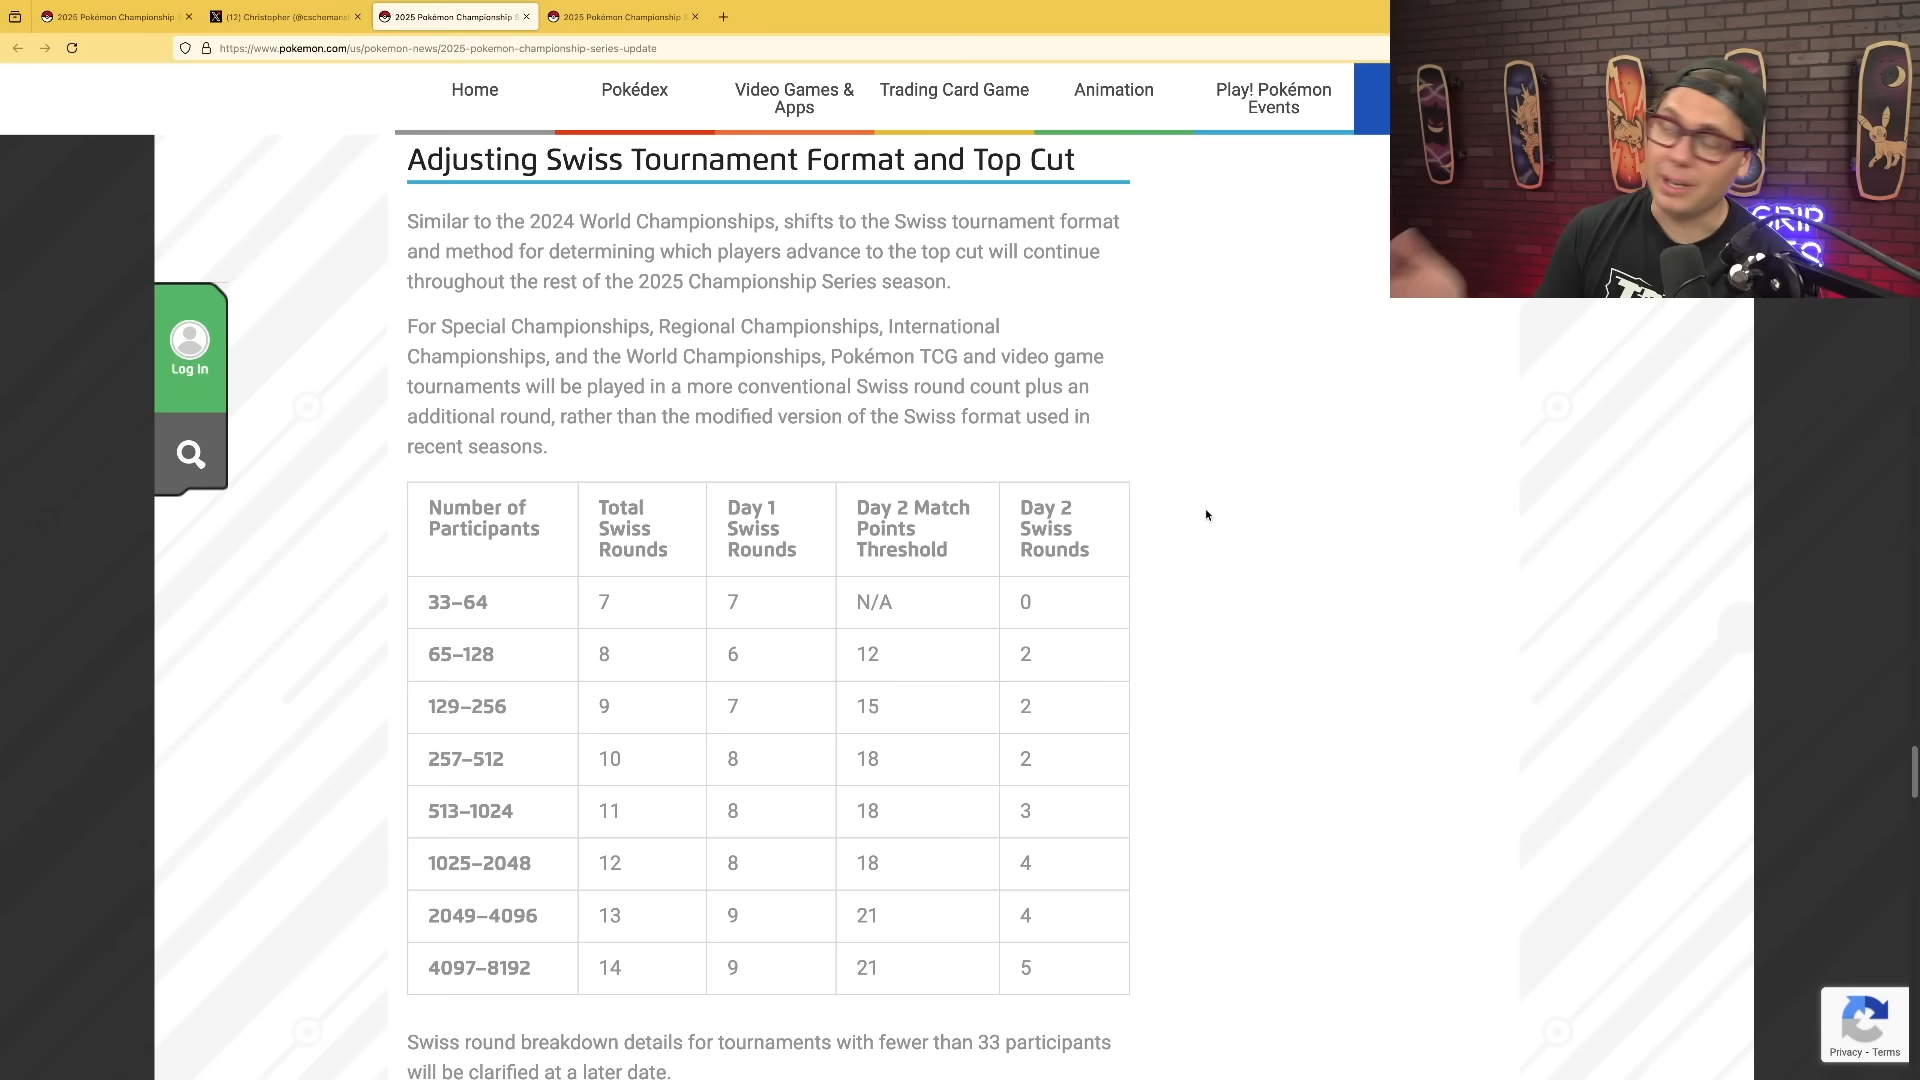 2025 Pokémon Championship
(12) Christopher (@cscheman
2025 Pokémon Championship S
2025 Pokémon Championship S
https://www.pokemon.com/us/pokemon-news/2025-pokemon-championship-series-update
Home
Pokédex
Video Games & Apps
Trading Card Game
Animation
Play! Pokémon Events
Adjusting Swiss Tournament Format and Top Cut
Similar to the 2024 World Championships, shifts to the Swiss tournament format
and method for determining which players advance to the top cut will continue
throughout the rest of the 2025 Championship Series season.
Log In
For Special Championships, Regional Championships, International
Championships, and the World Championships, Pokémon TCG and video game
tournaments will be played in a more conventional Swiss round count plus an
additional round, rather than the modified version of the Swiss format used in
recent seasons.
Number of Participants
Total Swiss Rounds
Day 1 Swiss Rounds
Day 2 Match Points Threshold
Day 2 Swiss Rounds
33–64 7 7 N/A 0
65–128 8 6 12 2
129–256 9 7 15 2
257–512 10 8 18 2
513–1024 11 8 18 3
1025–2048 12 8 18 4
2049–4096 13 9 21 4
4097–8192 14 9 21 5
Swiss round breakdown details for tournaments with fewer than 33 participants
will be clarified at a later date.
Privacy - Terms